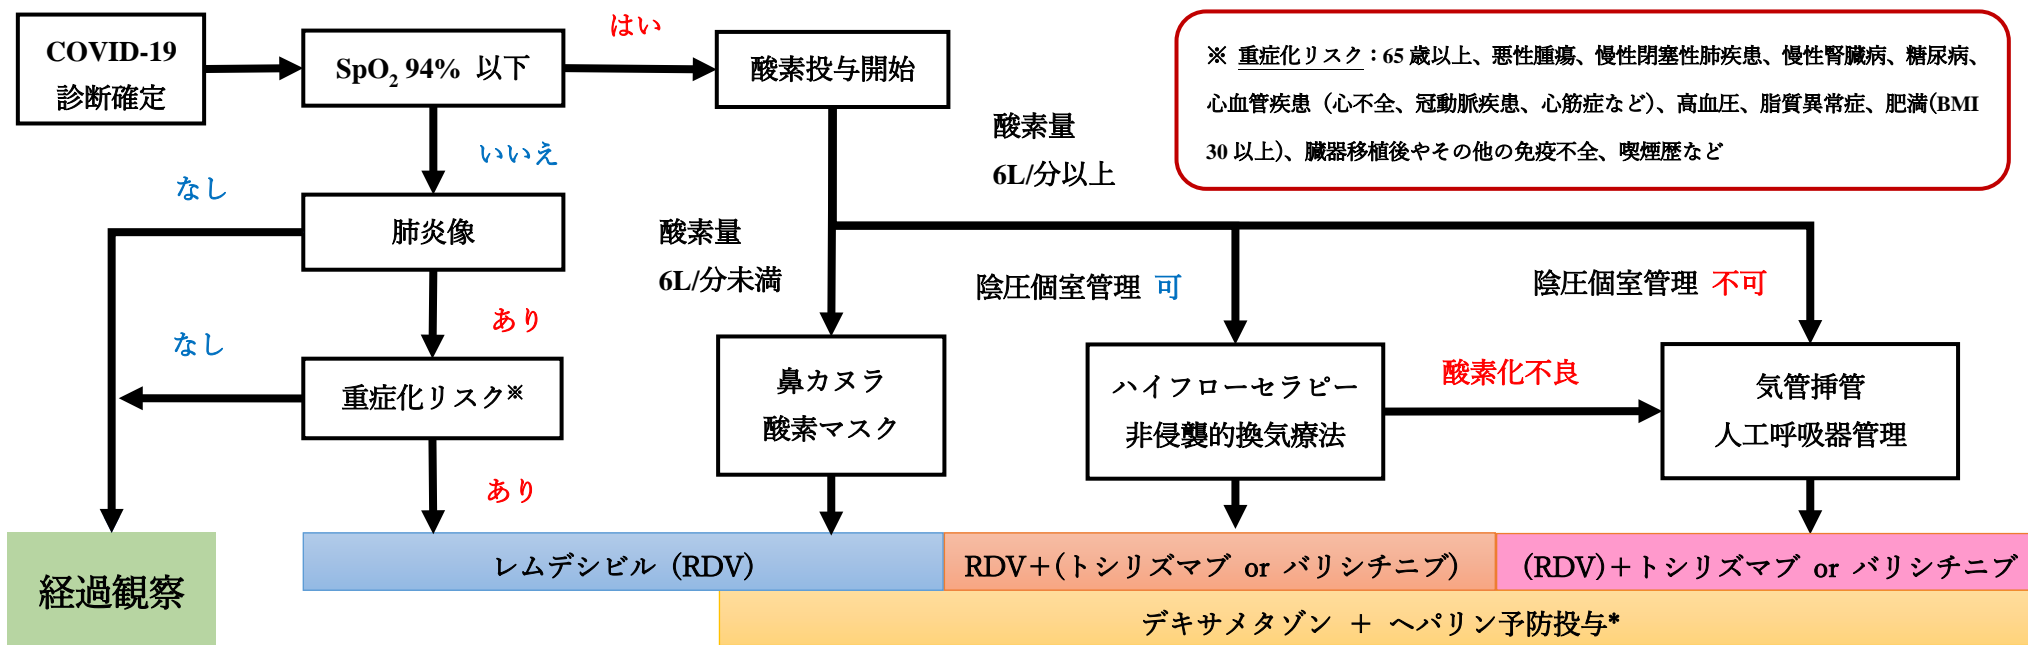 COVID-19
診断確定
SpO₂ 94% 以下
はい
酸素投与開始
※ 重症化リスク：65 歳以上、悪性腫瘍、慢性閉塞性肺疾患、慢性腎臓病、糖尿病、
心血管疾患（心不全、冠動脈疾患、心筋症など）、高血圧、脂質異常症、肥満(BMI
30 以上）、臓器移植後やその他の免疫不全、喫煙歴など
いいえ
酸素量
6L/分以上
なし
肺炎像
酸素量
6L/分未満
陰圧個室管理 可
陰圧個室管理 不可
あり
なし
重症化リスク※
鼻カヌラ
酸素マスク
ハイフローセラピー
非侵襲的換気療法
酸素化不良
気管挿管
人工呼吸器管理
あり
経過観察
レムデシビル (RDV)
RDV＋(トシリズマブ or バリシチニブ)
(RDV)＋トシリズマブ or バリシチニブ
デキサメタゾン ＋ ヘパリン予防投与*